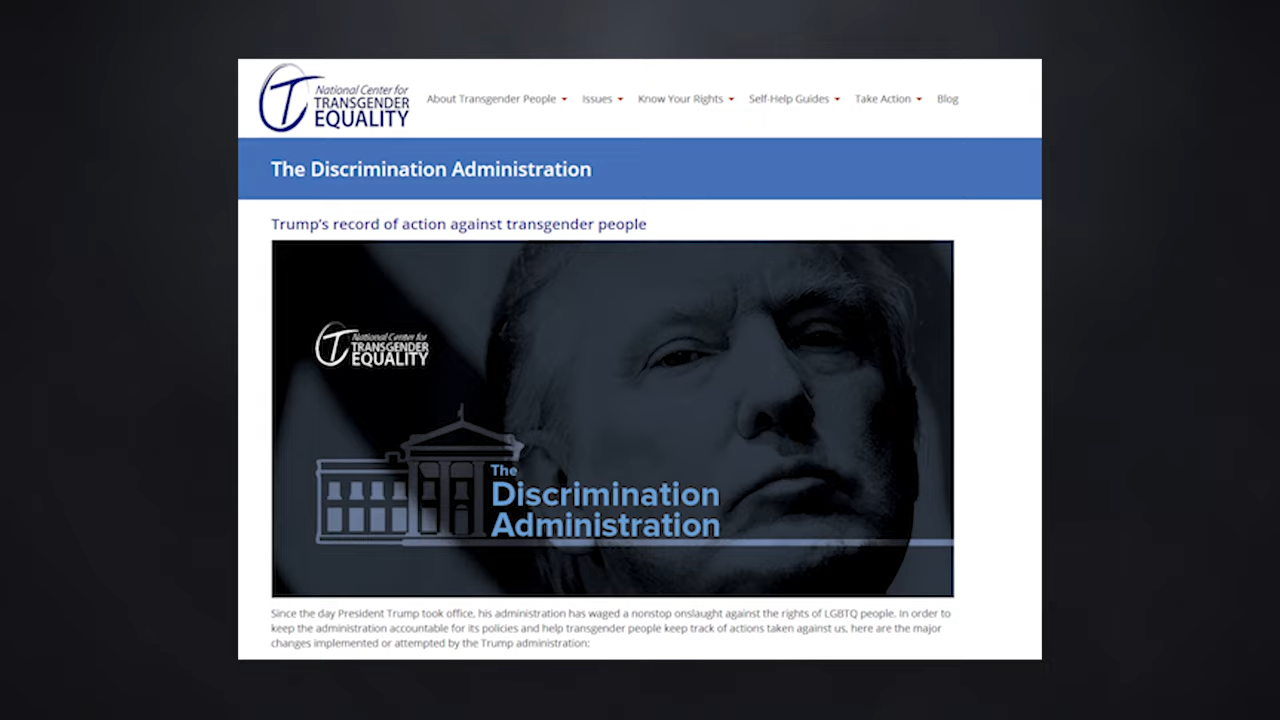 National Center for
TRANSGENDER
EQUALITY
About Transgender People Issues Know Your Rights Self-Help Guides Take Action Blog
The Discrimination Administration
Trump's record of action against transgender people
National Center for
TRANSGENDER
EQUALITY
The
Discrimination
Administration
Since the day President Trump took office, his administration has waged a nonstop onslaught against the rights of LGBTQ people. In order to
keep the administration accountable for its policies and help transgender people keep track of actions taken against us, here are the major
changes implemented or attempted by the Trump administration: